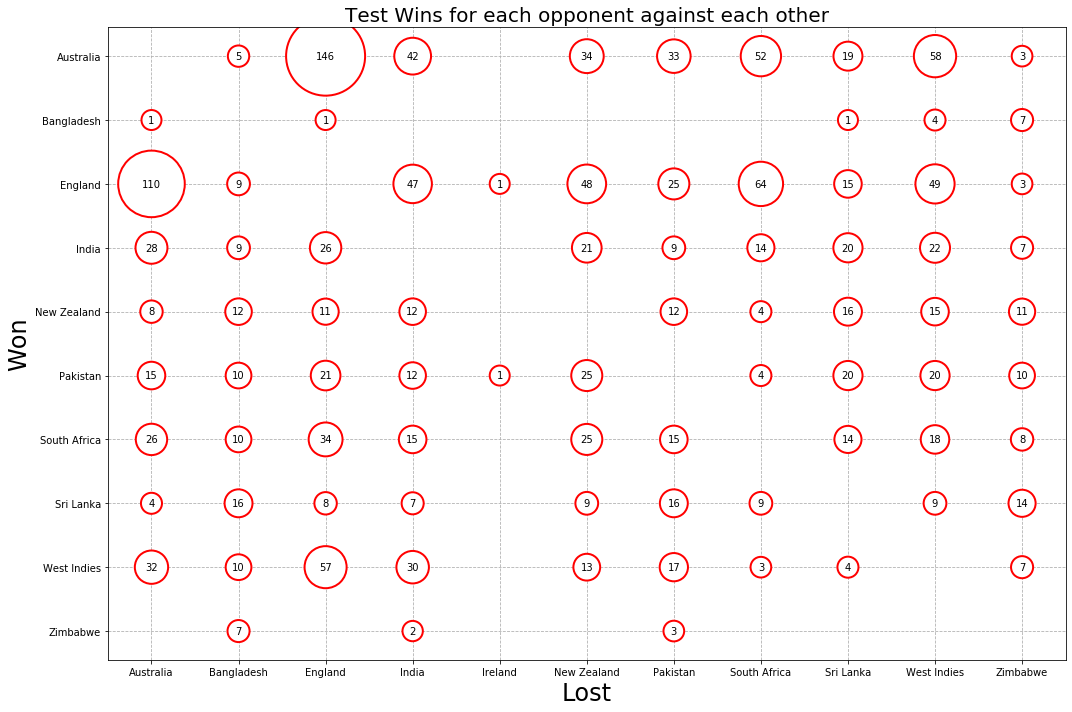 Test Wins for each opponent against each other
Won
Australia 5 146 42 34 33 52 19 58 3
Bangladesh 1 1 1 4 7
England 110 9 47 1 48 25 64 15 49 3
India 28 9 26 21 9 14 20 22 7
New Zealand 8 12 11 12 12 4 16 15 11
Pakistan 15 10 21 12 1 25 4 20 20 10
South Africa 26 10 34 15 25 15 14 18 8
Sri Lanka 4 16 8 7 9 16 9 9 14
West Indies 32 10 57 30 13 17 3 4 7
Zimbabwe 7 2 3
Australia Bangladesh England India Ireland New Zealand Pakistan South Africa Sri Lanka West Indies Zimbabwe
Lost